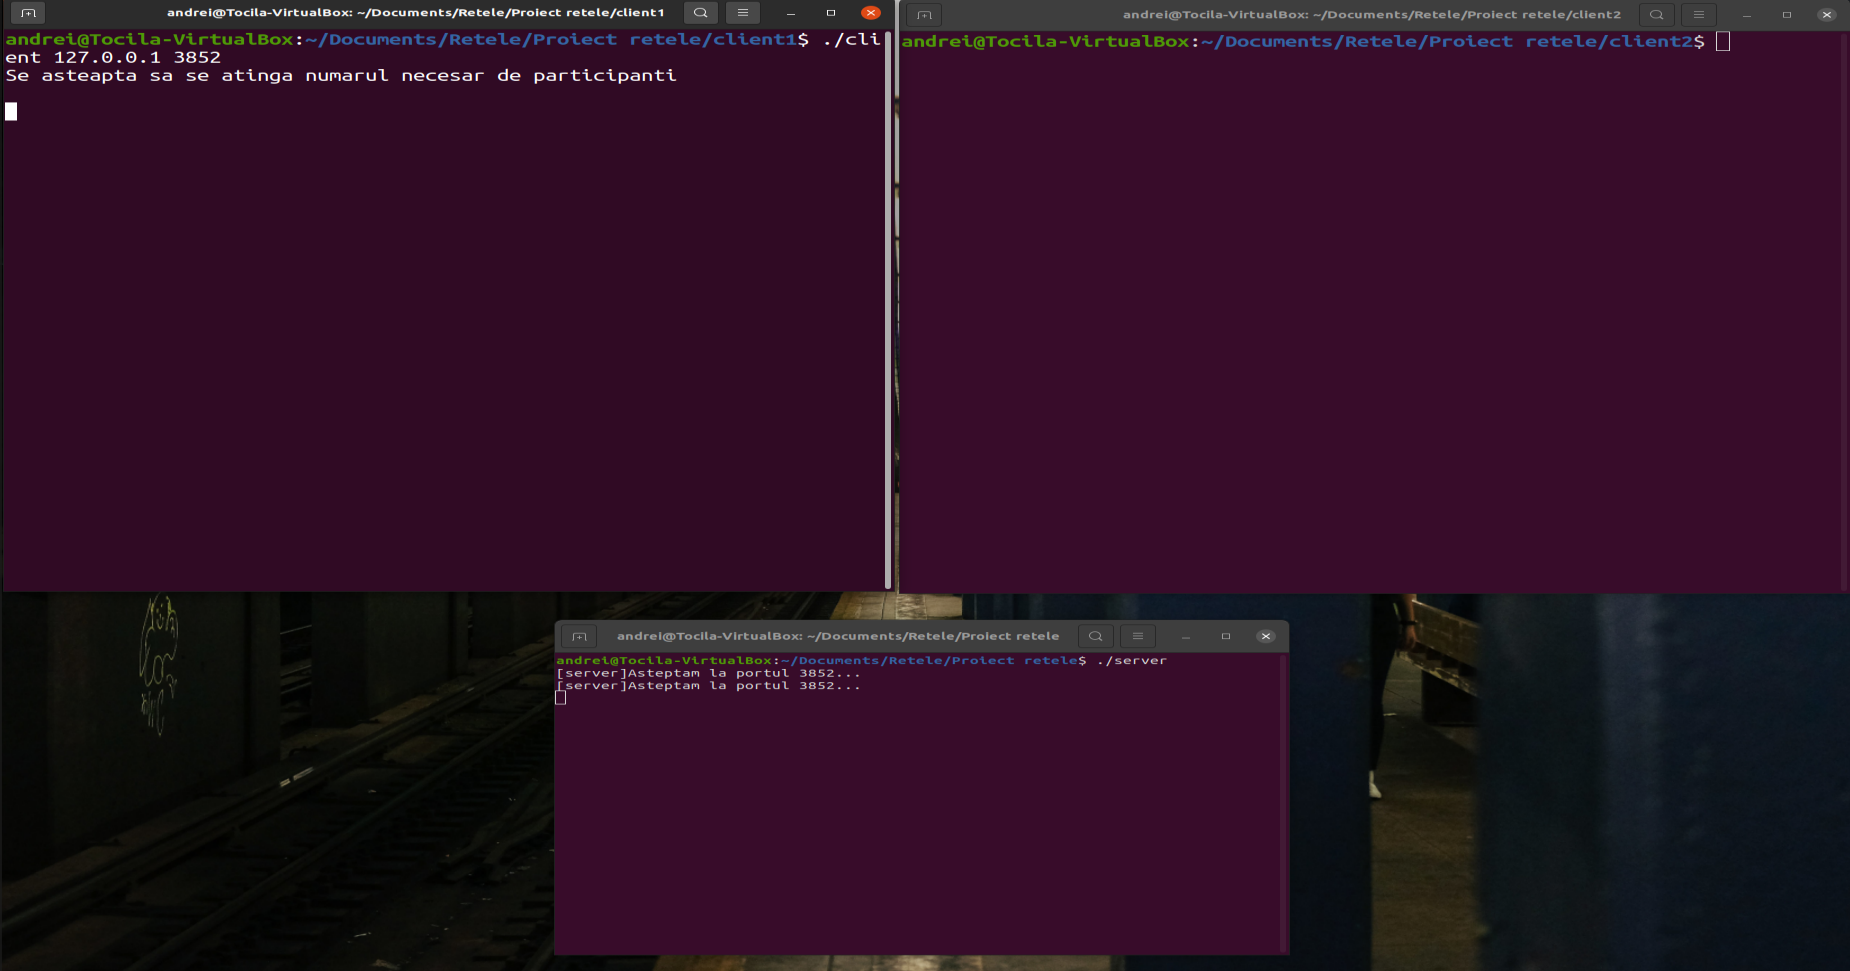 andrei@Tocila-VirtualBox: ~/Documents/Retele/Proiect retele/client1
andrei@Tocila-VirtualBox:~/Documents/Retele/Proiect retele/client1$ ./cli
ent 127.0.0.1 3852
Se asteapta sa se atinga numarul necesar de participanti
andrei@Tocila-VirtualBox: ~/Documents/Retele/Proiect retele/client2
andrei@Tocila-VirtualBox:~/Documents/Retele/Proiect retele/client2$
andrei@Tocila-VirtualBox: ~/Documents/Retele/Proiect retele
andrei@Tocila-VirtualBox:~/Documents/Retele/Proiect retele$ ./server
[server]Asteptam la portul 3852...
[server]Asteptam la portul 3852...